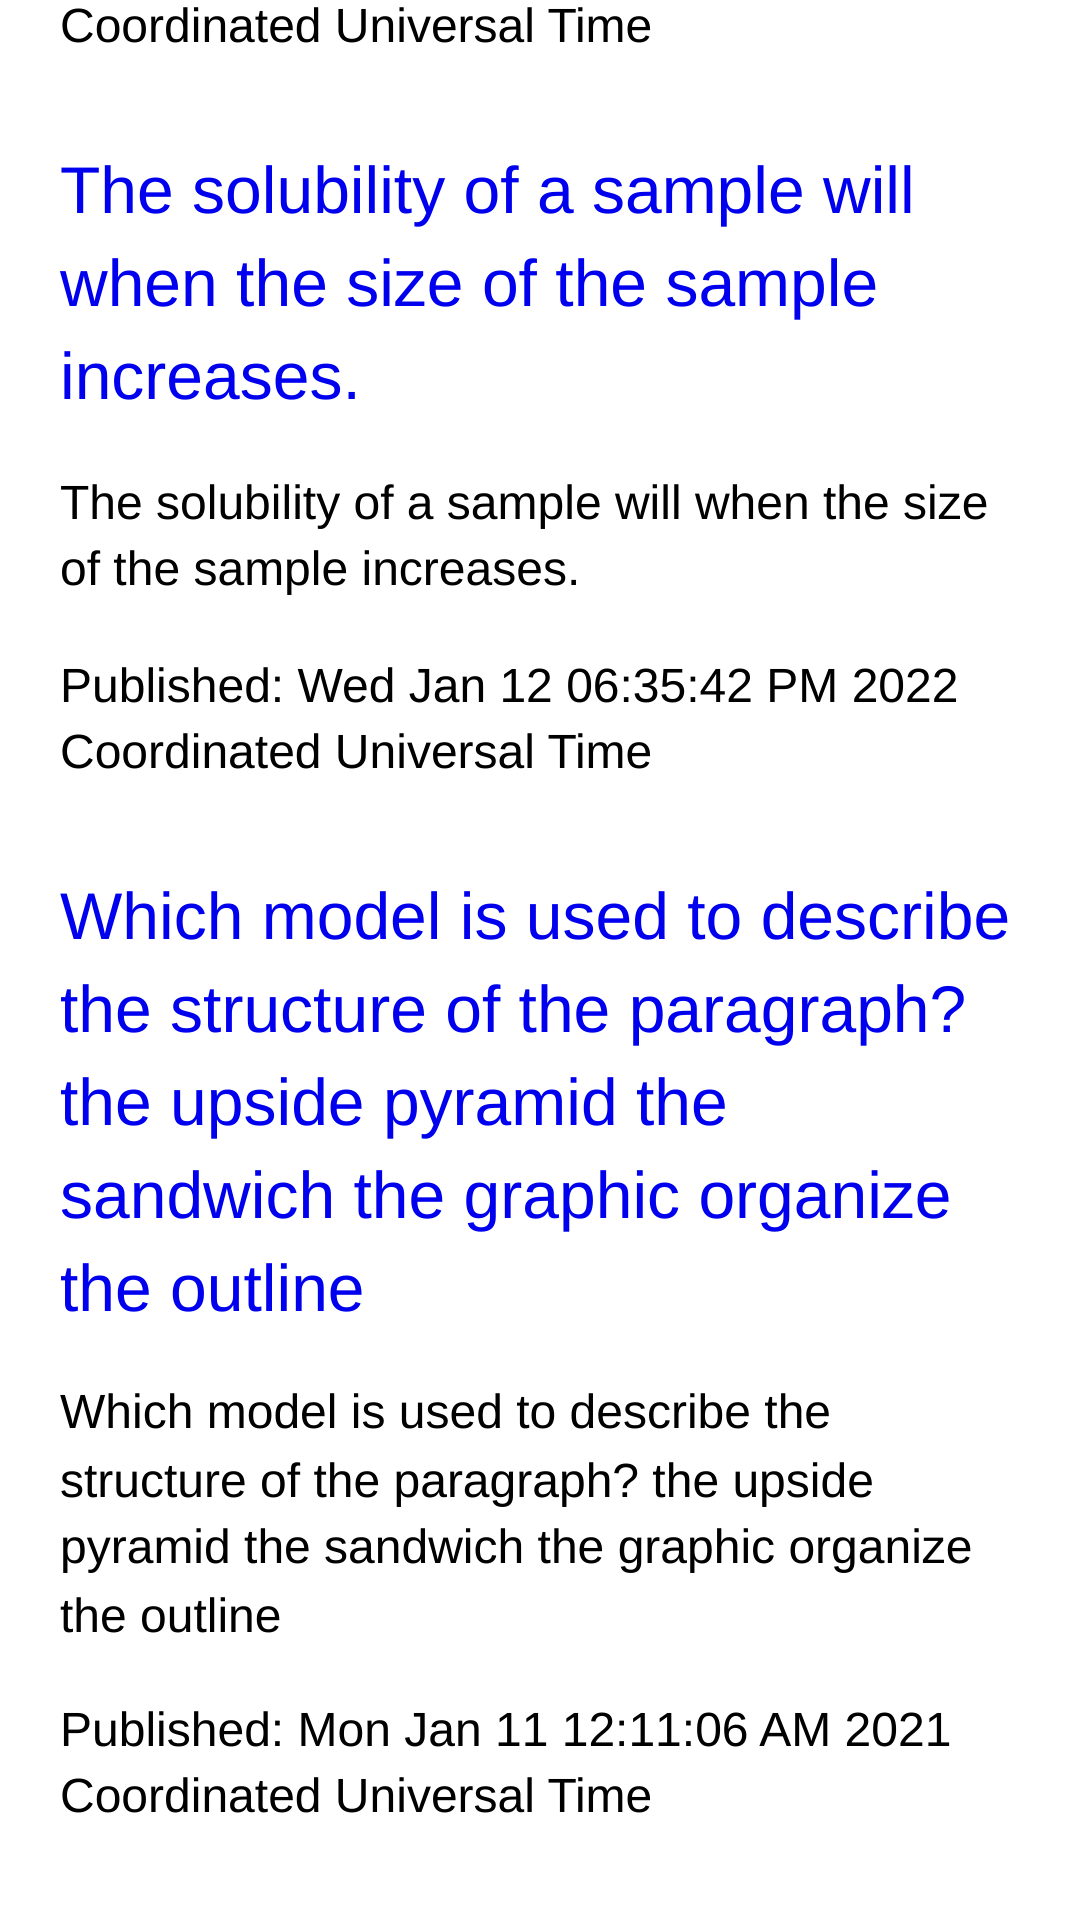 Coordinated Universal Time
The solubility of a sample will
when the size of the sample
increases.
The solubility of a sample will when the size
of the sample increases.
Published: Wed Jan 12 06:35:42 PM 2022
Coordinated Universal Time
Which model is used to describe
the structure of the paragraph?
the upside pyramid the
sandwich the graphic organize
the outline
Which model is used to describe the
structure of the paragraph? the upside
pyramid the sandwich the graphic organize
the outline
Published: Mon Jan 11 12:11:06 AM 2021
Coordinated Universal Time